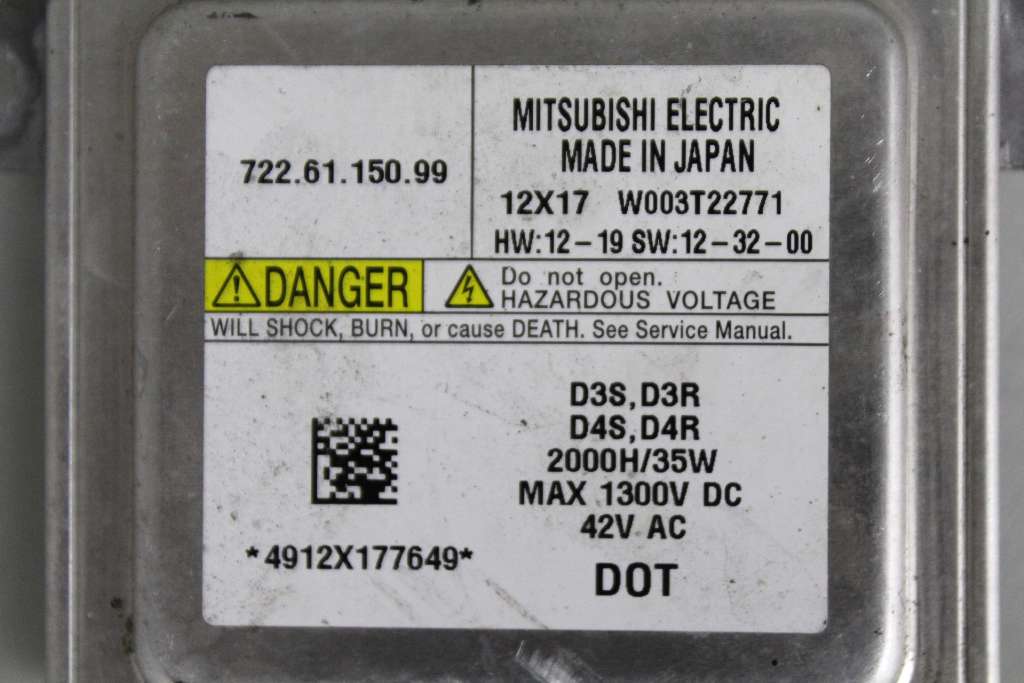 722.61.150.99
MITSUBISHI ELECTRIC
MADE IN JAPAN
12X17 W003T22771
HW:12-19 SW:12-32-00
DANGER
Do not open.
HAZARDOUS VOLTAGE
WILL SHOCK, BURN, or cause DEATH. See Service Manual.
D3S,D3R
D4S,D4R
2000H/35W
MAX 1300V DC
42V AC
*4912X177649*
DOT